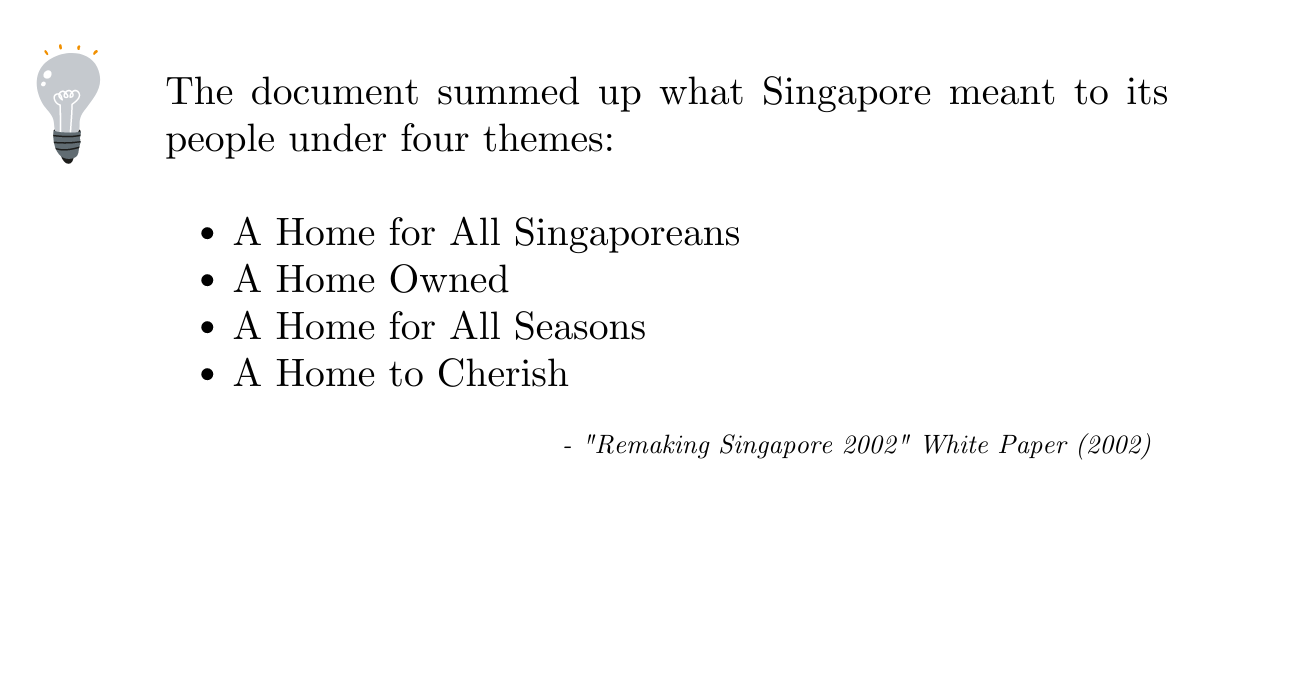 The document summed up what Singapore meant to its
people under four themes:
• A Home for All Singaporeans
• A Home Owned
• A Home for All Seasons
• A Home to Cherish
- "Remaking Singapore 2002" White Paper (2002)